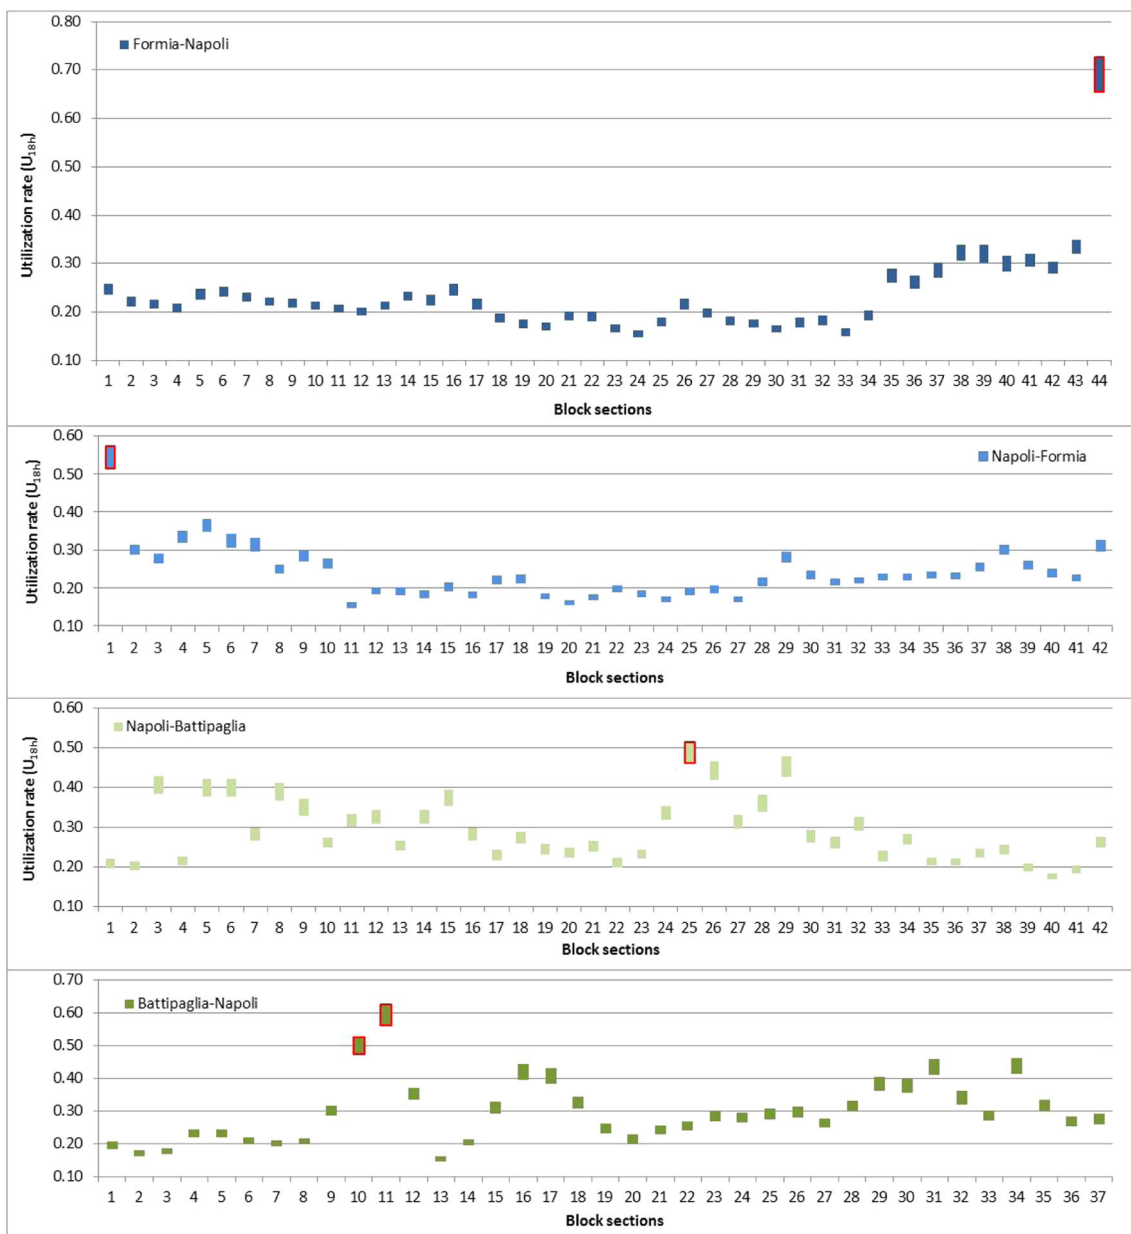 0.80
Formia-Napoli
0.70
0.60
0.50
0.40
0.30
0.20
0.10
Utilization rate (U18h)
1 2 3 4 5 6 7 8 9 10 11 12 13 14 15 16 17 18 19 20 21 22 23 24 25 26 27 28 29 30 31 32 33 34 35 36 37 38 39 40 41 42 43 44
Block sections
0.60
Napoli-Formia
0.50
0.40
0.30
0.20
0.10
Utilization rate (U18h)
1 2 3 4 5 6 7 8 9 10 11 12 13 14 15 16 17 18 19 20 21 22 23 24 25 26 27 28 29 30 31 32 33 34 35 36 37 38 39 40 41 42
Block sections
0.60
Napoli-Battipaglia
0.50
0.40
0.30
0.20
0.10
Utilization rate (U18h)
1 2 3 4 5 6 7 8 9 10 11 12 13 14 15 16 17 18 19 20 21 22 23 24 25 26 27 28 29 30 31 32 33 34 35 36 37 38 39 40 41 42
Block sections
0.70
Battipaglia-Napoli
0.60
0.50
0.40
0.30
0.20
0.10
Utilization rate (U18h)
1 2 3 4 5 6 7 8 9 10 11 12 13 14 15 16 17 18 19 20 21 22 23 24 25 26 27 28 29 30 31 32 33 34 35 36 37
Block sections